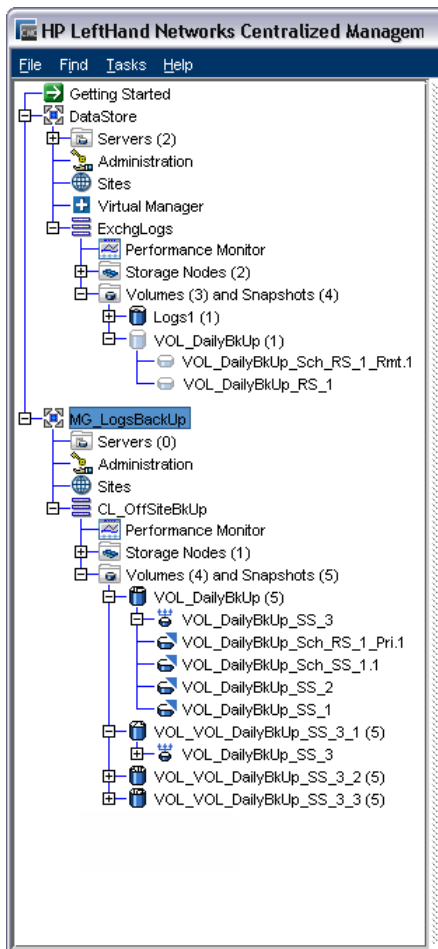 HP LeftHand Networks Centralized Managem
File Find Tasks Help
Getting Started
DataStore
Servers (2)
Administration
Sites
Virtual Manager
ExchgLogs
Performance Monitor
Storage Nodes (2)
Volumes (3) and Snapshots (4)
Logs1 (1)
VOL_DailyBkUp (1)
VOL_DailyBkUp_Sch_RS_1_Rmt.1
VOL_DailyBkUp_RS_1
MG_LogsBackUp
Servers (0)
Administration
Sites
CL_OffSiteBkUp
Performance Monitor
Storage Nodes (1)
Volumes (4) and Snapshots (5)
VOL_DailyBkUp (5)
VOL_DailyBkUp_SS_3
VOL_DailyBkUp_Sch_RS_1_Pri.1
VOL_DailyBkUp_Sch_SS_1.1
VOL_DailyBkUp_SS_2
VOL_DailyBkUp_SS_1
VOL_VOL_DailyBkUp_SS_3_1 (5)
VOL_DailyBkUp_SS_3
VOL_VOL_DailyBkUp_SS_3_2 (5)
VOL_VOL_DailyBkUp_SS_3_3 (5)